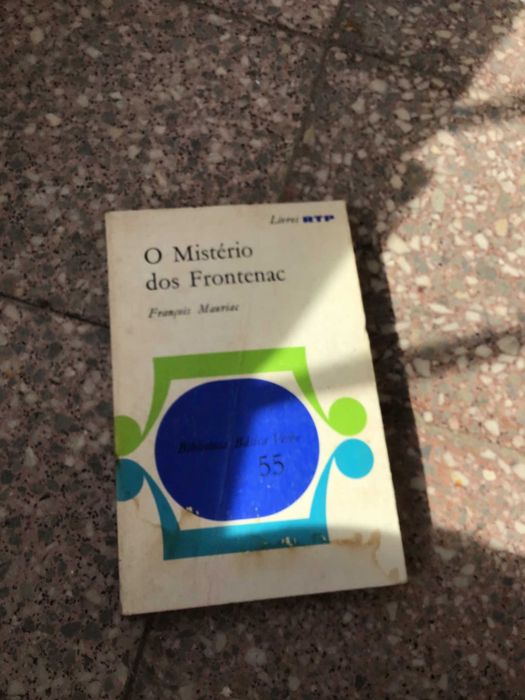 Livros RTP
O Mistério
dos Frontenac
François Mauriac
Biblioteca Básica Verbo
55